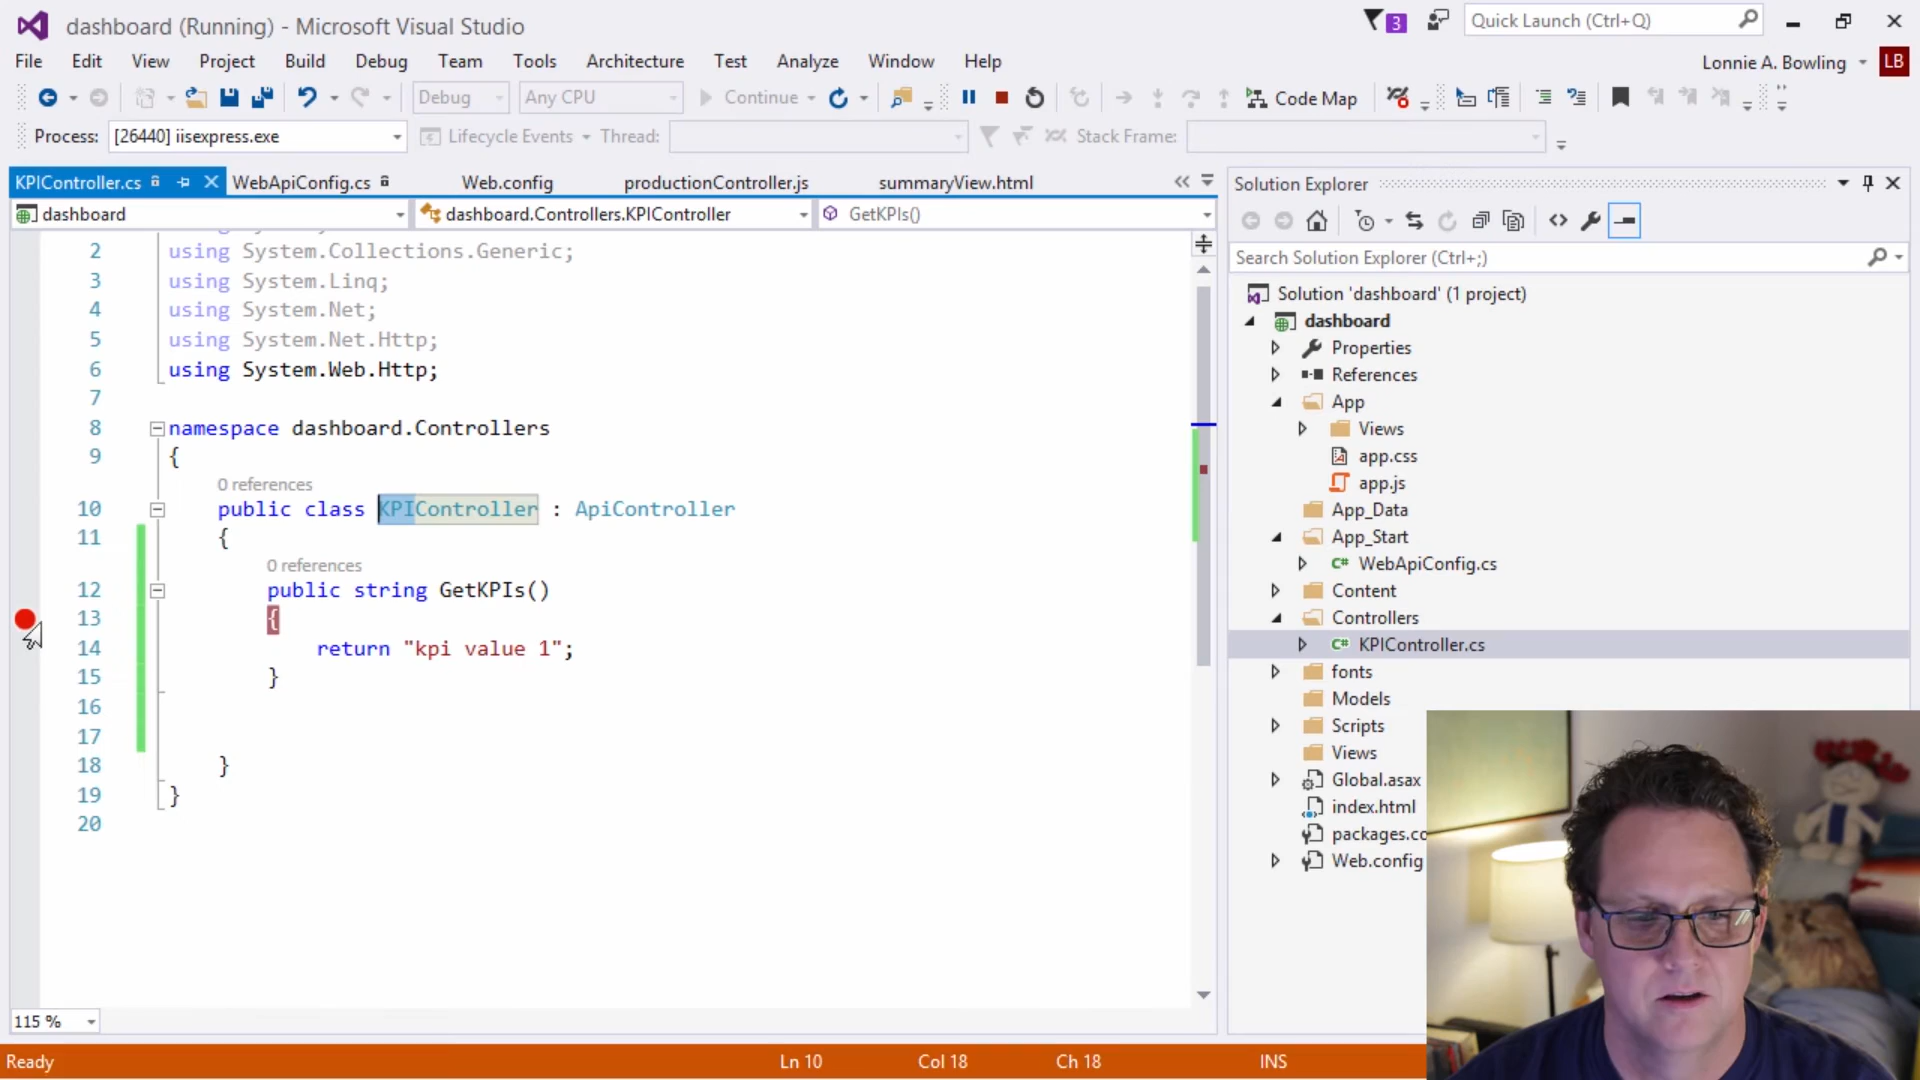 dashboard (Running) - Microsoft Visual Studio
3
Quick Launch (Ctrl+Q)
File Edit View Project Build Debug Team Tools Architecture Test Analyze Window Help
Lonnie A. Bowling LB
Debug Any CPU Continue Code Map
Process: [26440] iisexpress.exe Lifecycle Events Thread: Stack Frame:
KPIController.cs WebApiConfig.cs Web.config productionController.js summaryView.html
dashboard dashboard.Controllers.KPIController GetKPIs()
2 using System.Collections.Generic;
3 using System.Linq;
4 using System.Net;
5 using System.Net.Http;
6 using System.Web.Http;
7
8 namespace dashboard.Controllers
9 {
0 references
10 public class KPIController : ApiController
11 {
0 references
12 public string GetKPIs()
13 {
14 return "kpi value 1";
15 }
16
17
18 }
19 }
20
115 %
Solution Explorer
Search Solution Explorer (Ctrl+;)
Solution 'dashboard' (1 project)
dashboard
Properties
References
App
Views
app.css
app.js
App_Data
App_Start
C# WebApiConfig.cs
Content
Controllers
C# KPIController.cs
fonts
Models
Scripts
Views
Global.asax
index.html
packages.co
Web.config
Ready Ln 10 Col 18 Ch 18 INS